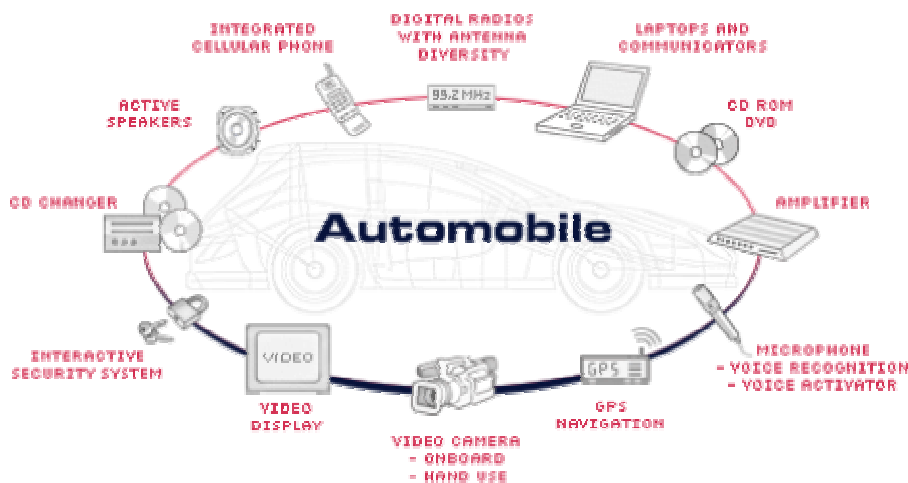 INTEGRATED
CELLULAR PHONE
DIGITAL RADIOS
WITH ANTENNA
DIVERSITY
LAPTOPS AND
COMMUNICATORS
ACTIVE
SPEAKERS
99.2 MHz
CD ROM
DVD
CD CHANGER
Automobile
AMPLIFIER
INTERACTIVE
SECURITY SYSTEM
VIDEO
VIDEO
DISPLAY
VIDEO CAMERA
- ONBOARD
- HAND USE
GPS
GPS
NAVIGATION
MICROPHONE
- VOICE RECOGNITION
- VOICE ACTIVATOR